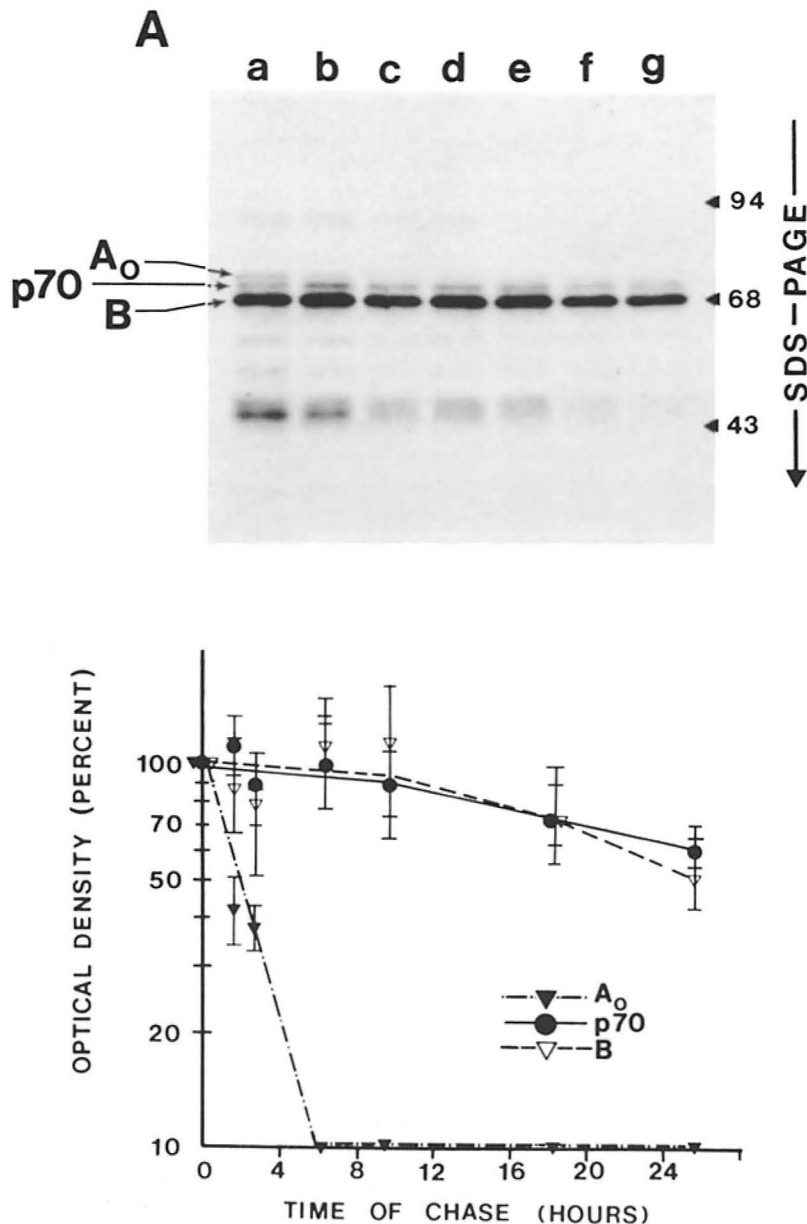 A
a b c d e f g
94
A₀
p70
68
B
43
SDS–PAGE
OPTICAL DENSITY (PERCENT)
100
70
50
20
10
A₀
p70
B
0 4 8 12 16 20 24
TIME OF CHASE (HOURS)